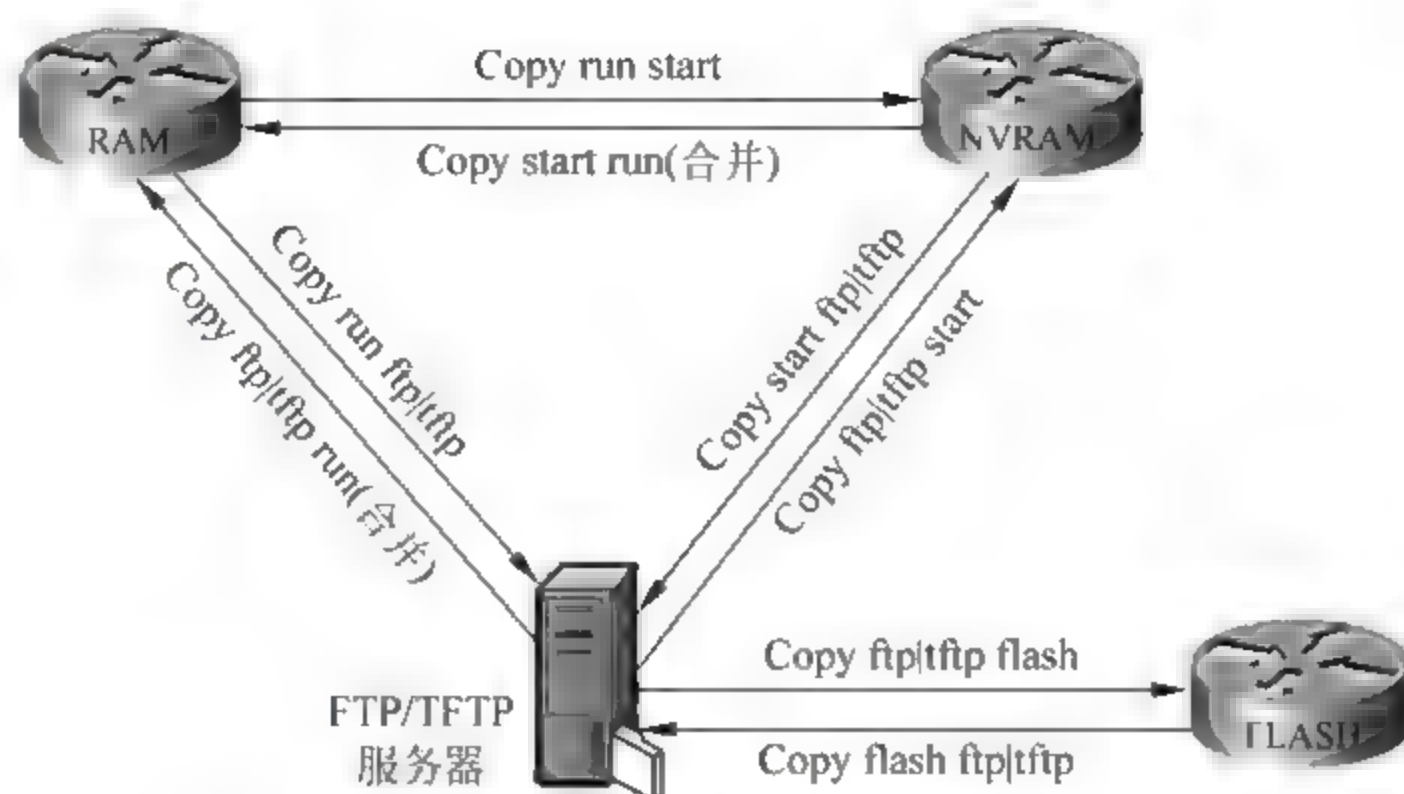 Copy run start
RAM
NVRAM
Copy start run(合并)
Copy run ftp|tftp
Copy ftp|tftp run(合并)
Copy start ftp|tftp
Copy ftp|tftp start
Copy ftp|tftp flash
FTP/TFTP
服务器
FLASH
Copy flash ftp|tftp